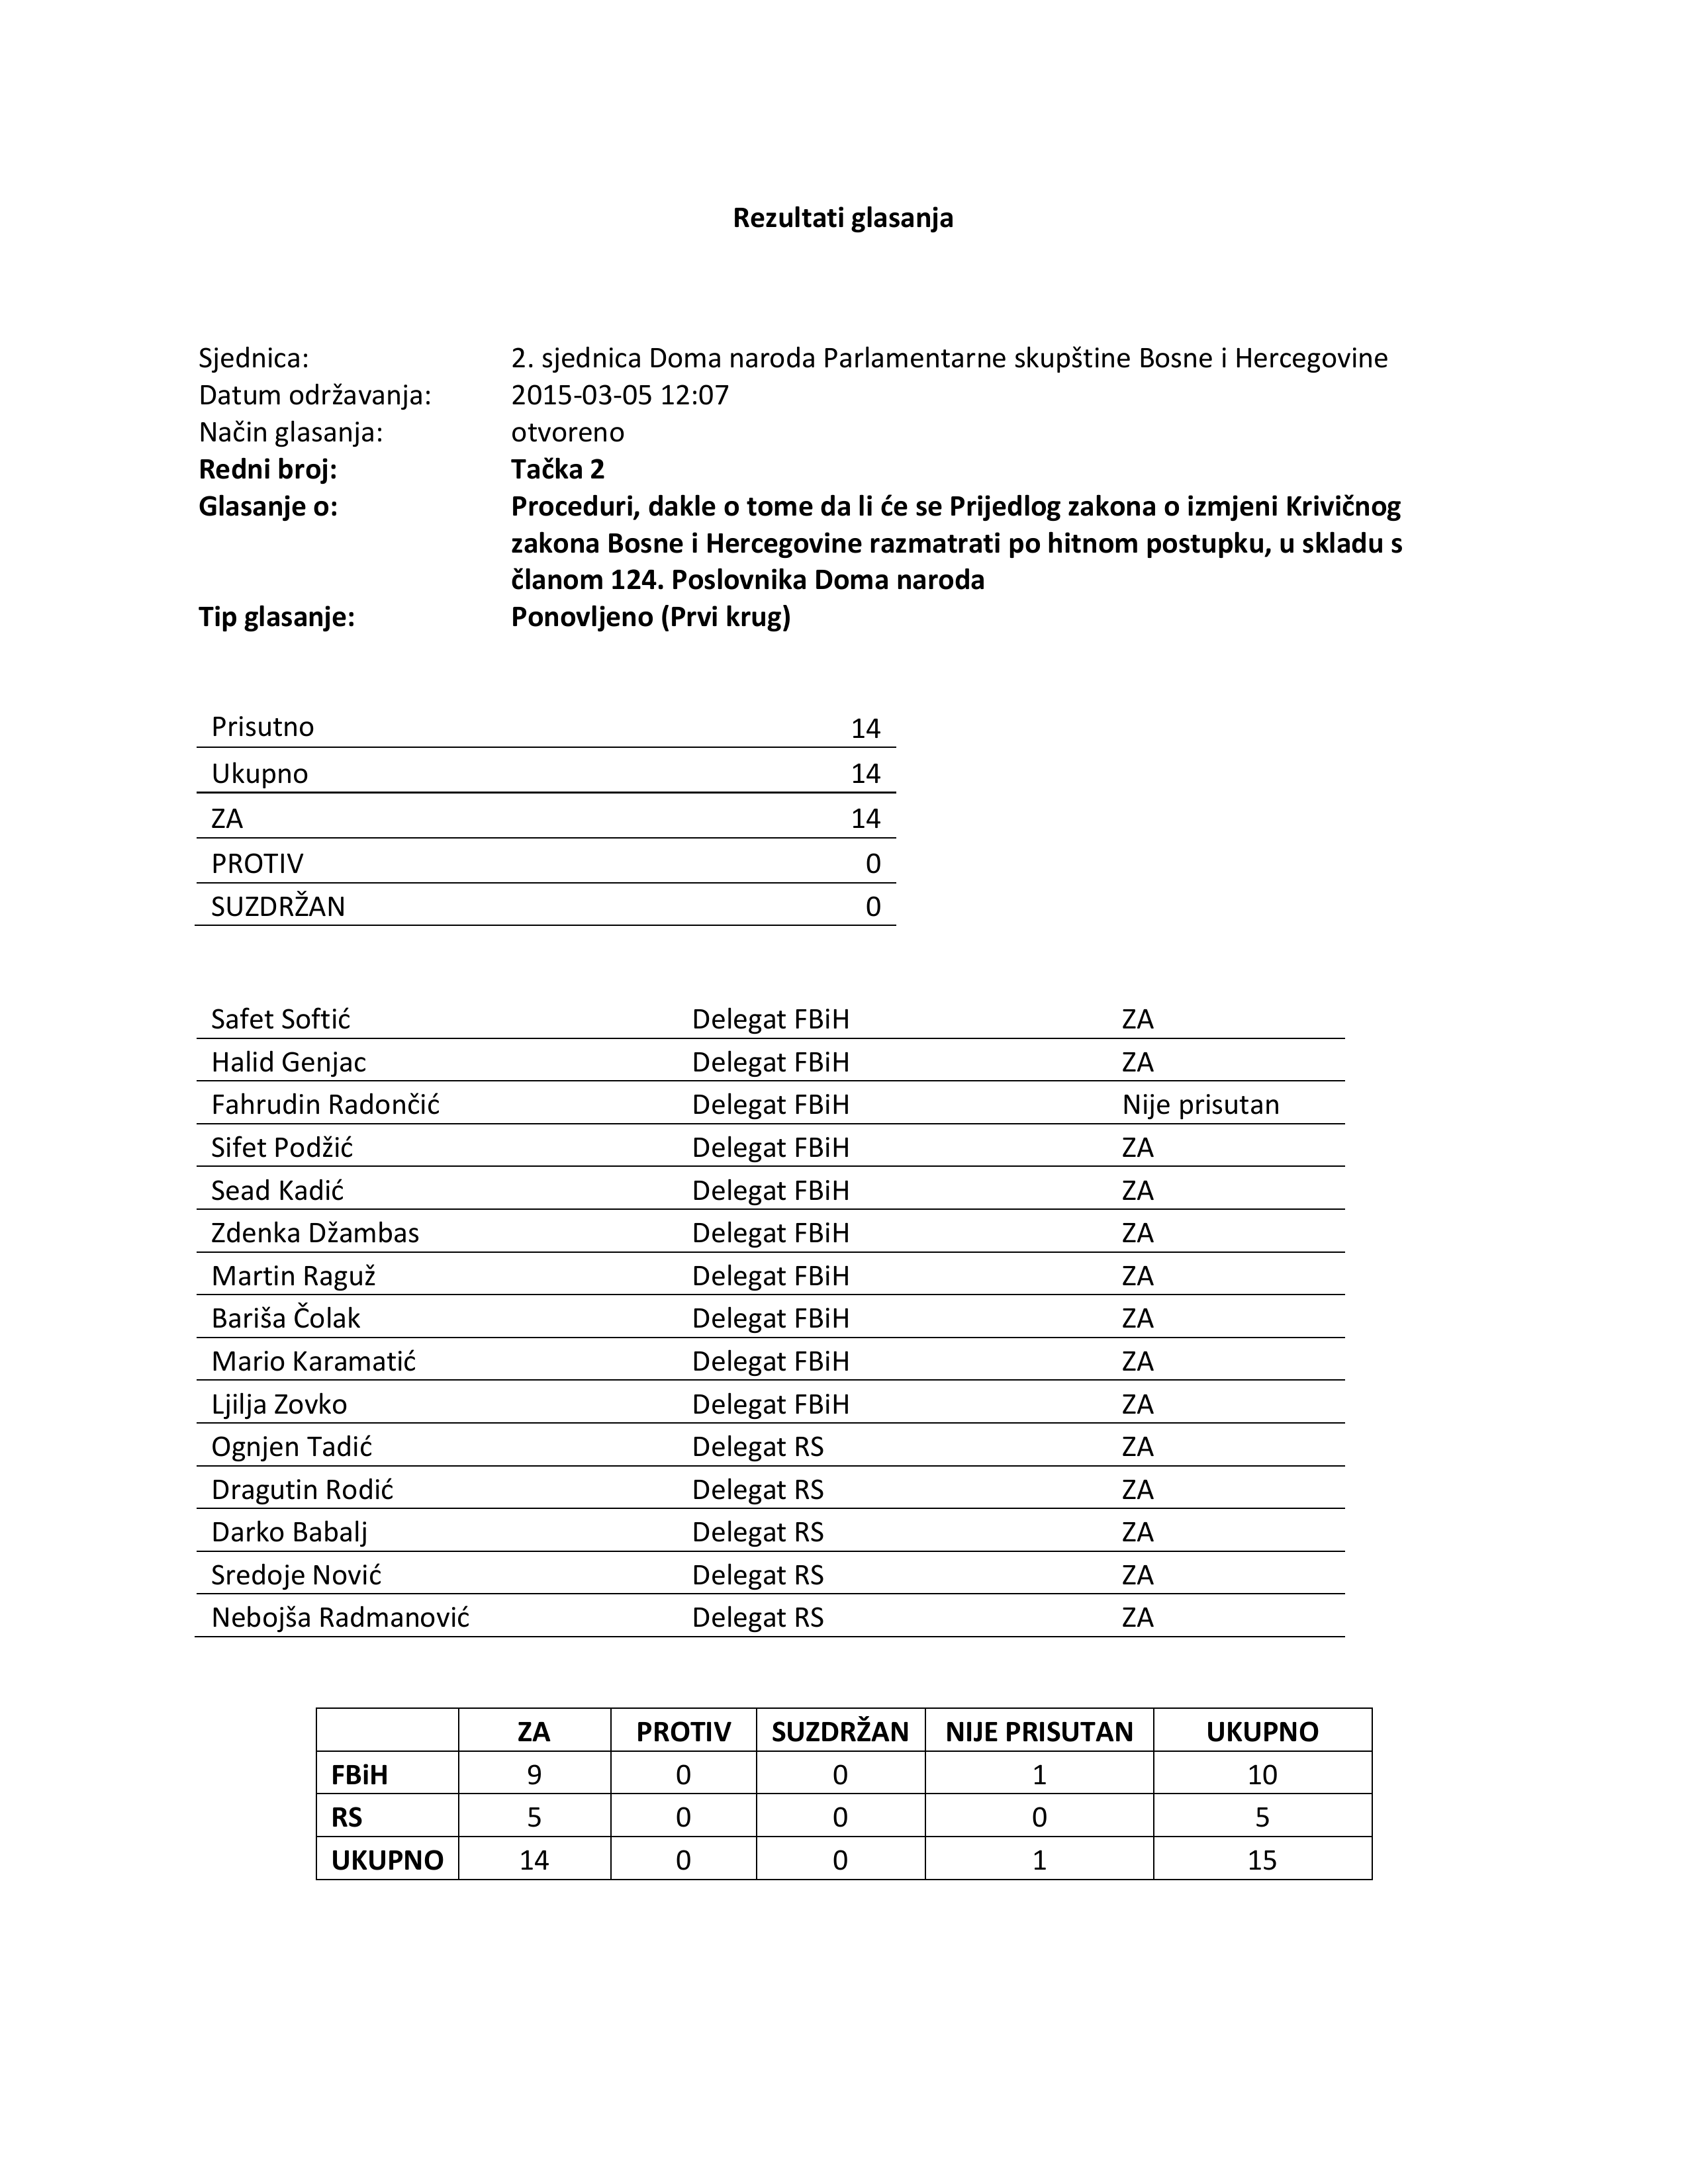 Rezultati glasanja
Sjednica: 2. sjednica Doma naroda Parlamentarne skupštine Bosne i Hercegovine
Datum održavanja: 2015-03-05 12:07
Način glasanja: otvoreno
Redni broj: Tačka 2
Glasanje o: Proceduri, dakle o tome da li će se Prijedlog zakona o izmjeni Krivičnog
zakona Bosne i Hercegovine razmatrati po hitnom postupku, u skladu s
članom 124. Poslovnika Doma naroda
Tip glasanje: Ponovljeno (Prvi krug)
Prisutno 14
Ukupno 14
ZA 14
PROTIV 0
SUZDRŽAN 0
Safet Softić Delegat FBiH ZA
Halid Genjac Delegat FBiH ZA
Fahrudin Radončić Delegat FBiH Nije prisutan
Sifet Podžić Delegat FBiH ZA
Sead Kadić Delegat FBiH ZA
Zdenka Džambas Delegat FBiH ZA
Martin Raguž Delegat FBiH ZA
Bariša Čolak Delegat FBiH ZA
Mario Karamatić Delegat FBiH ZA
Ljilja Zovko Delegat FBiH ZA
Ognjen Tadić Delegat RS ZA
Dragutin Rodić Delegat RS ZA
Darko Babalj Delegat RS ZA
Sredoje Nović Delegat RS ZA
Nebojša Radmanović Delegat RS ZA
ZA PROTIV SUZDRŽAN NIJE PRISUTAN UKUPNO
FBiH 9 0 0 1 10
RS 5 0 0 0 5
UKUPNO 14 0 0 1 15